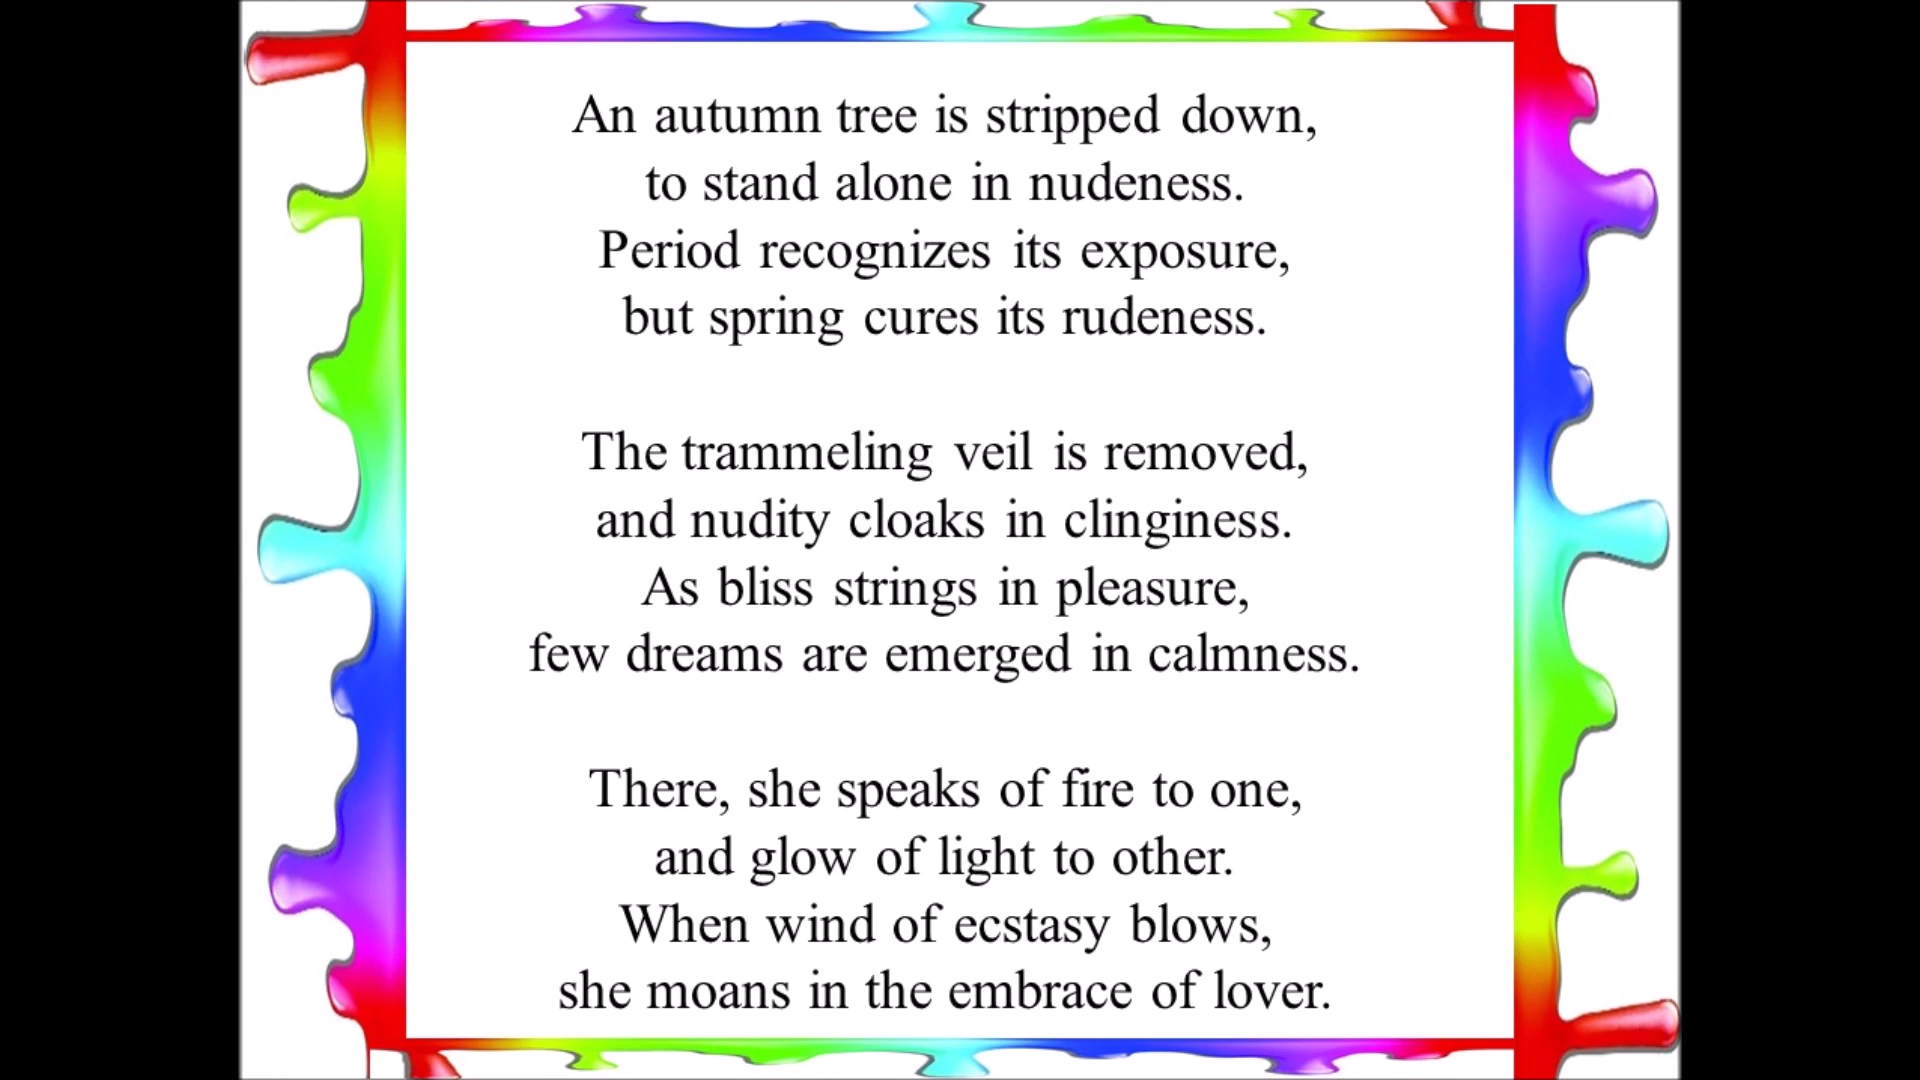 An autumn tree is stripped down,
to stand alone in nudeness.
Period recognizes its exposure,
but spring cures its rudeness.
The trammeling veil is removed,
and nudity cloaks in clinginess.
As bliss strings in pleasure,
few dreams are emerged in calmness.
There, she speaks of fire to one,
and glow of light to other.
When wind of ecstasy blows,
she moans in the embrace of lover.